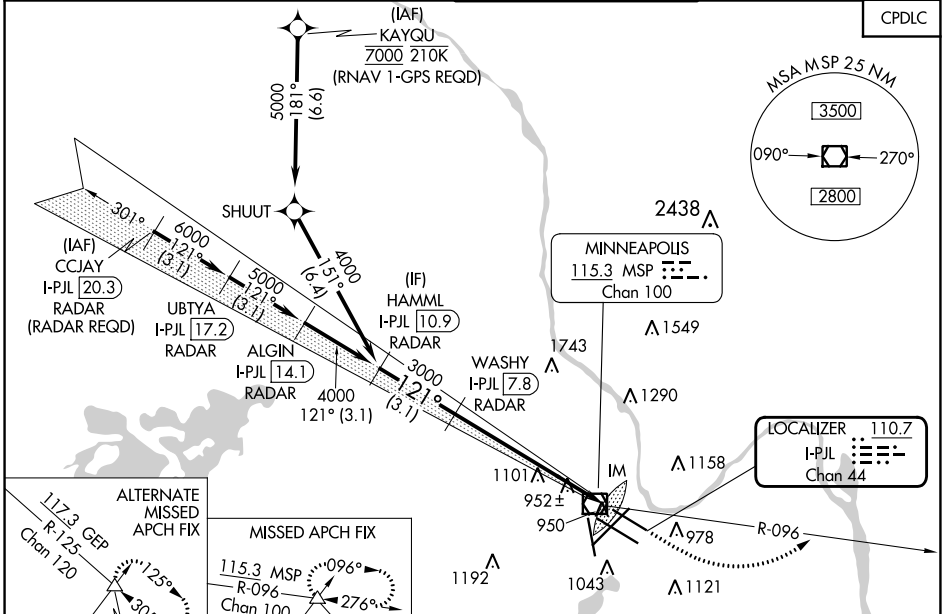 CPDLC
(IAF)
KAYQU
7000 210K
(RNAV 1-GPS REQD)
5000
181°
(6.6)
MSA MSP 25 NM
3500
090°
270°
2800
SHUUT
2438
4000
151°
(6.4)
301°
6000
121°
(3.1)
(IAF)
CCJAY
I-PJL 20.3
RADAR
(RADAR REQD)
5000
121°
(3.1)
UBTYA
I-PJL 17.2
RADAR
ALGIN
I-PJL 14.1
RADAR
4000
121° (3.1)
(IF)
HAMML
I-PJL 10.9
RADAR
3000
121°
(3.1)
WASHY
I-PJL 7.8
RADAR
MINNEAPOLIS
115.3 MSP
Chan 100
1549
1743
1290
LOCALIZER 110.7
I-PJL
Chan 44
1158
IM
1101
952±
950
978
R-096
1192
1043
1121
ALTERNATE
MISSED
APCH FIX
117.3 GEP
R-125
Chan 120
125°
MISSED APCH FIX
115.3 MSP
R-096
Chan 100
096°
276°